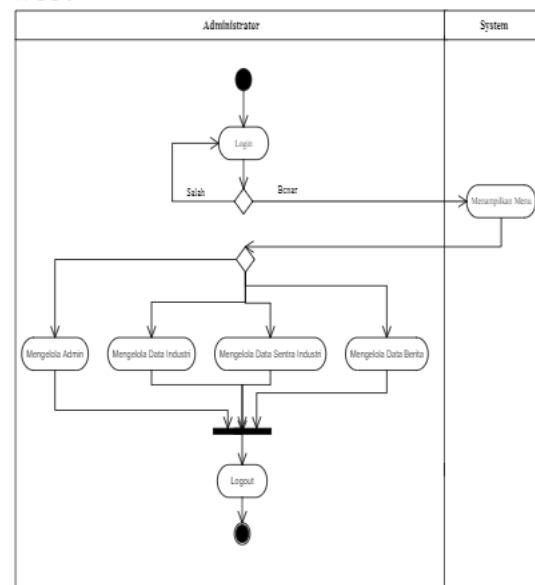 Administrator
System
Login
Salah
Benar
Menampilkan Menu
Mengelola Admin
Mengelola Data Industri
Mengelola Data Sentra Industri
Mengelola Data Berita
Logout